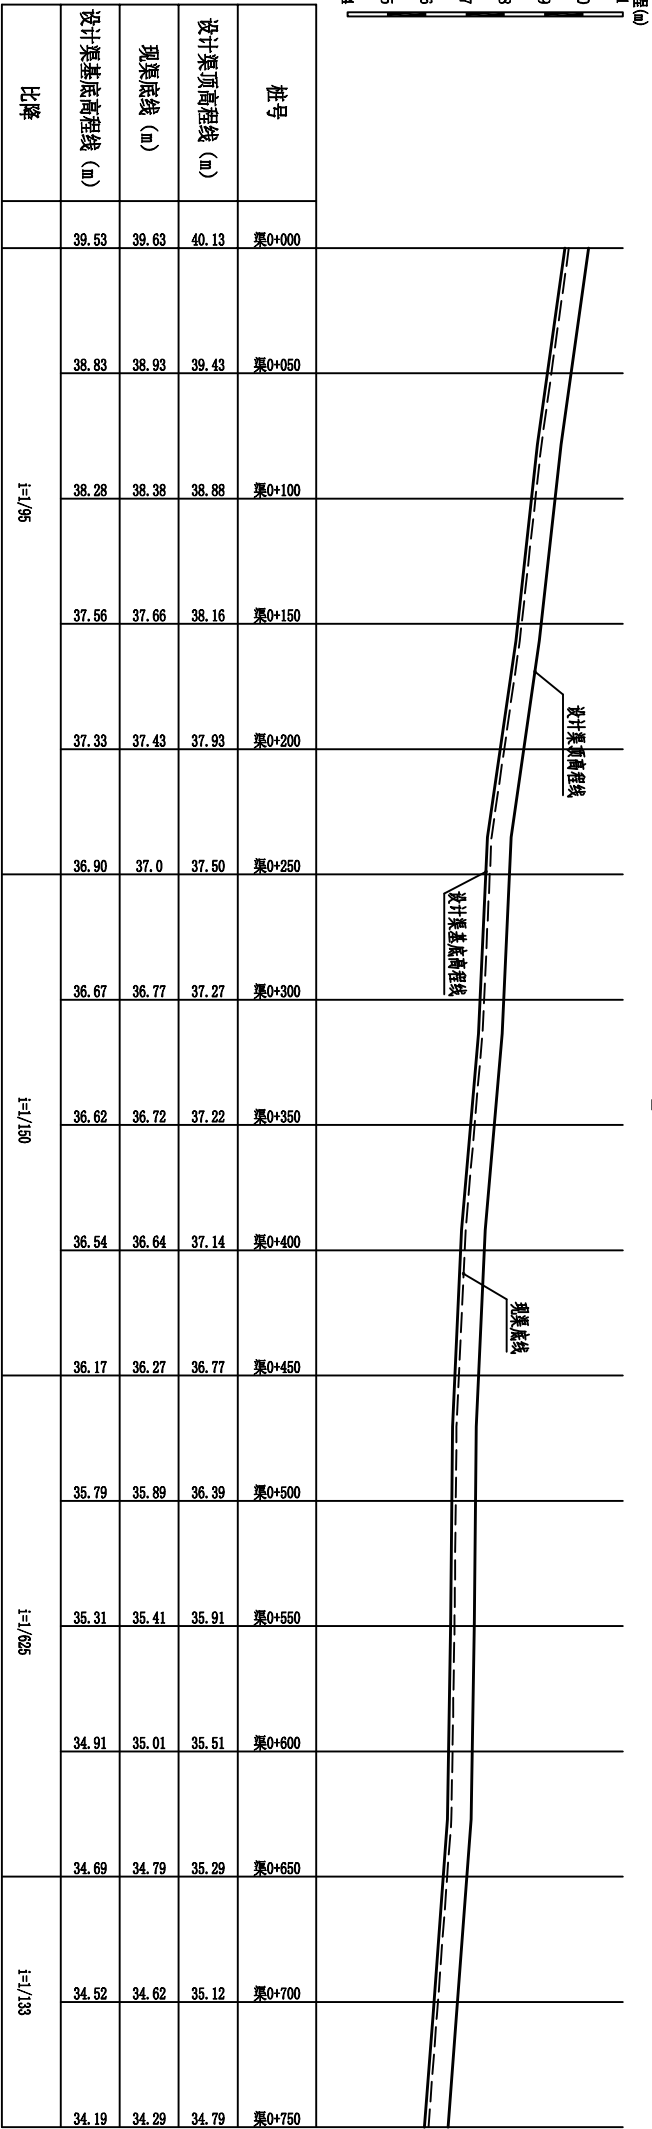 程(m)
设计渠顶高程线
设计渠基底高程线
现渠底线
桩号 渠0+000 渠0+050 渠0+100 渠0+150 渠0+200 渠0+250 渠0+300 渠0+350 渠0+400 渠0+450 渠0+500 渠0+550 渠0+600 渠0+650 渠0+700 渠0+750
设计渠顶高程线（m） 40.13 39.43 38.88 38.16 37.93 37.50 37.27 37.22 37.14 36.77 36.39 35.91 35.51 35.29 35.12 34.79
现渠底线（m） 39.63 38.93 38.38 37.66 37.43 37.0 36.77 36.72 36.64 36.27 35.89 35.41 35.01 34.79 34.62 34.29
设计渠基底高程线（m） 39.53 38.83 38.28 37.56 37.33 36.90 36.67 36.62 36.54 36.17 35.79 35.31 34.91 34.69 34.52 34.19
比降 i=1/95 i=1/150 i=1/625 i=1/133